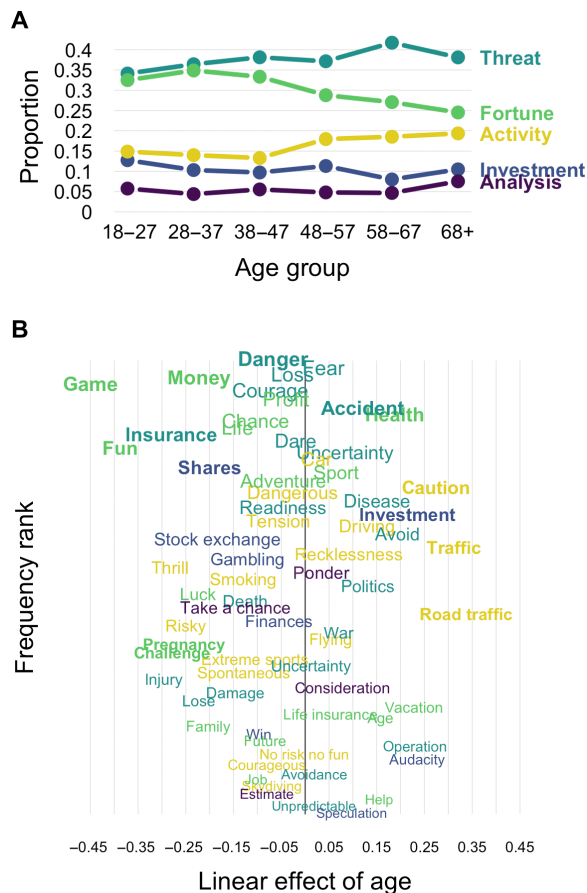 A
0.4
0.35
0.3
0.25
0.2
0.15
0.1
0.05
0
Proportion
Threat
Fortune
Activity
Investment
Analysis
18–27 28–37 38–47 48–57 58–67 68+
Age group
B
Danger
Fear
Loss
Money
Game
Courage
Profit
Accident
Health
Chance
Life
Insurance
Dare
Fun
Uncertainty
Car
Shares
Sport
Adventure
Caution
Dangerous
Disease
Readiness
Investment
Tension
Driving
Avoid
Stock exchange
Traffic
Recklessness
Gambling
Thrill
Ponder
Smoking
Politics
Luck
Death
Take a chance
Road traffic
Finances
Risky
War
Flying
Pregnancy
Challenge
Extreme sports
Uncertainty
Spontaneous
Injury
Consideration
Damage
Lose
Vacation
Life insurance
Age
Family
Win
Future
Operation
No risk no fun
Audacity
Courageous
Avoidance
Job
Skydiving
Estimate
Help
Unpredictable
Speculation
Frequency rank
–0.45 –0.35 –0.25 –0.15 –0.05 0.05 0.15 0.25 0.35 0.45
Linear effect of age